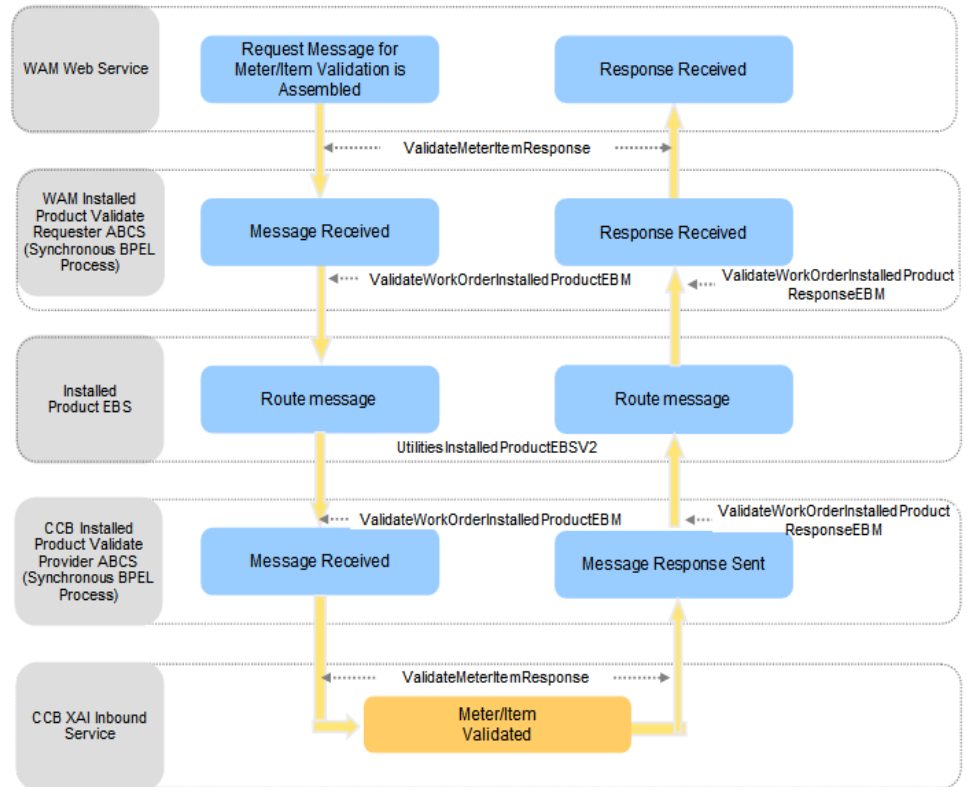 WAM Web Service
Request Message for
Meter/Item Validation is
Assembled
Response Received
ValidateMeterItemResponse
WAM Installed
Product Validate
Requester ABCS
(Synchronous BPEL
Process)
Message Received
Response Received
ValidateWorkOrderInstalledProductEBM
ValidateWorkOrderInstalledProduct
ResponseEBM
Installed
Product EBS
Route message
Route message
UtilitiesInstalledProductEBSV2
CCB Installed
Product Validate
Provider ABCS
(Synchronous BPEL
Process)
ValidateWorkOrderInstalledProductEBM
ValidateWorkOrderInstalledProduct
ResponseEBM
Message Received
Message Response Sent
CCB XAI Inbound
Service
ValidateMeterItemResponse
Meter/Item
Validated